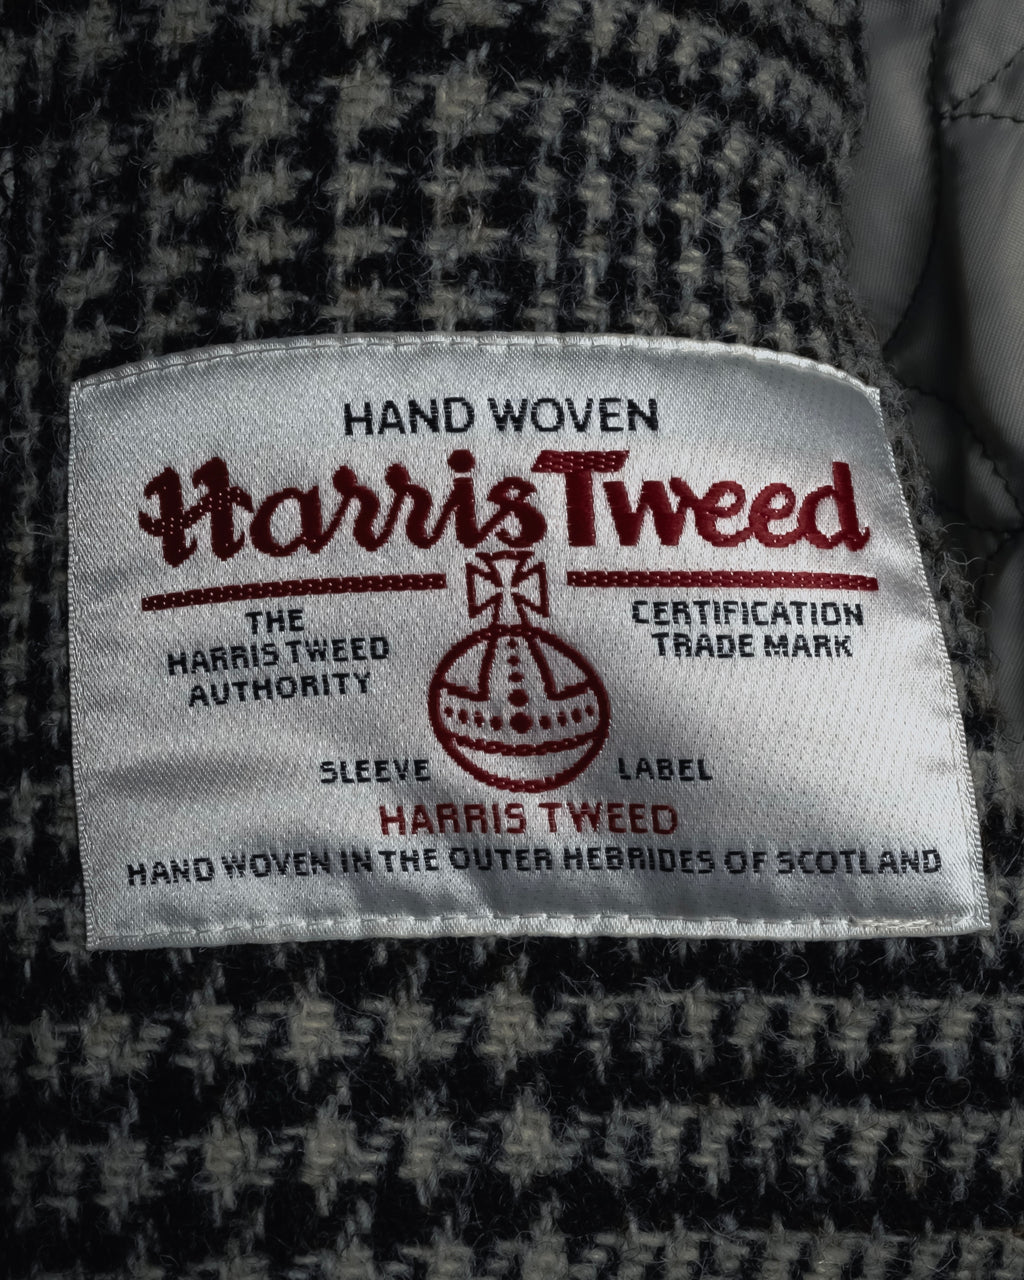 HAND WOVEN
Harris Tweed
THE
HARRIS TWEED
AUTHORITY
CERTIFICATION
TRADE MARK
SLEEVE LABEL
HARRIS TWEED
HAND WOVEN IN THE OUTER HEBRIDES OF SCOTLAND